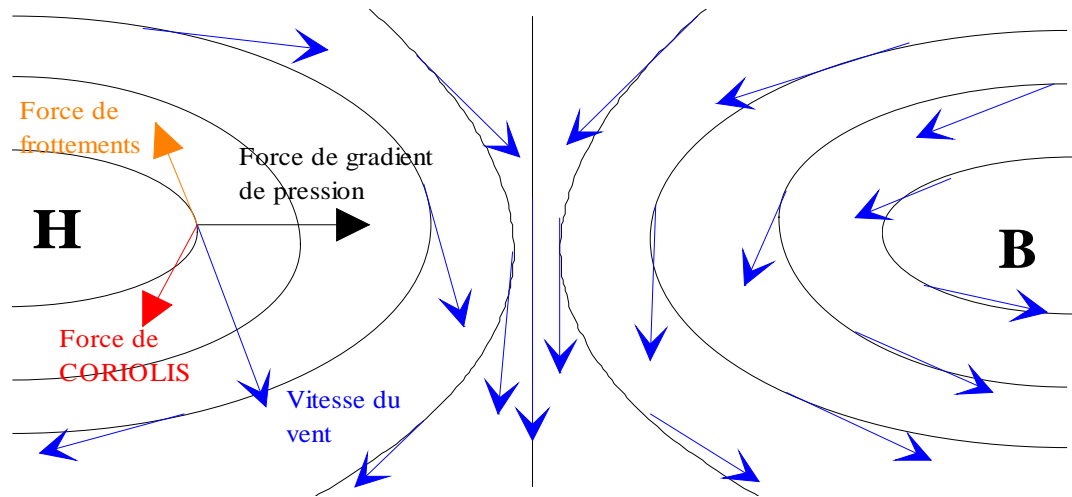 Force de
frottements
Force de gradient
de pression
H
B
Force de
CORIOLIS
Vitesse du
vent